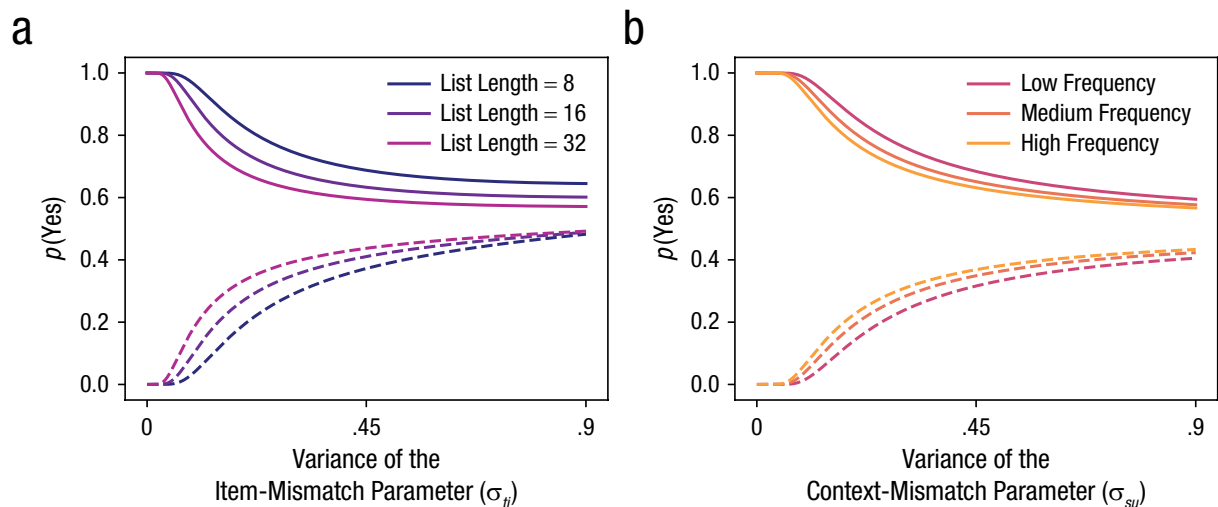 a
1.0
0.8
0.6
0.4
0.2
0.0
p(Yes)
List Length = 8
List Length = 16
List Length = 32
0
.45
.9
Variance of the
Item-Mismatch Parameter (σti)
b
1.0
0.8
0.6
0.4
0.2
0.0
p(Yes)
Low Frequency
Medium Frequency
High Frequency
0
.45
.9
Variance of the
Context-Mismatch Parameter (σsu)